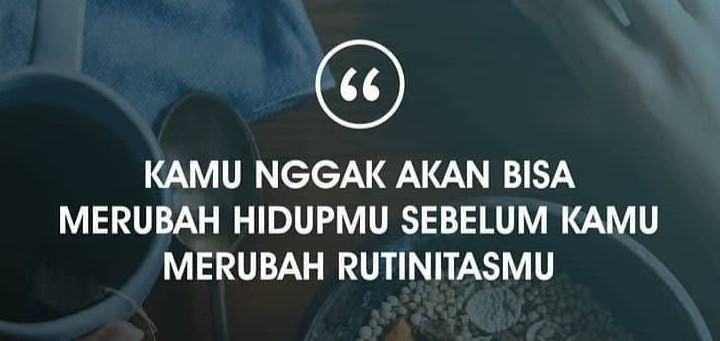 “
KAMU NGGAK AKAN BISA
MERUBAH HIDUPMU SEBELUM KAMU
MERUBAH RUTINITASMU